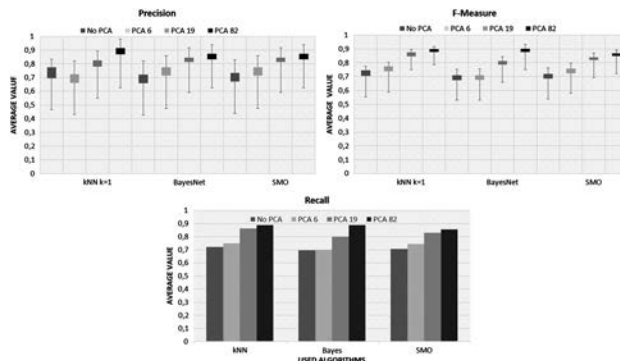 Precision
No PCA PCA 6 PCA 19 PCA 82
1
0,9
0,8
0,7
0,6
0,5
0,4
0,3
0,2
0,1
0
AVERAGE VALUE
kNN k=1 BayesNet SMO
F-Measure
No PCA PCA 6 PCA 19 PCA 82
1
0,9
0,8
0,7
0,6
0,5
0,4
0,3
0,2
0,1
0
AVERAGE VALUE
kNN k=1 BayesNet SMO
Recall
No PCA PCA 6 PCA 19 PCA 82
1
0,9
0,8
0,7
0,6
0,5
0,4
0,3
0,2
0,1
0
AVERAGE VALUE
kNN Bayes SMO
USED ALGORITHMS